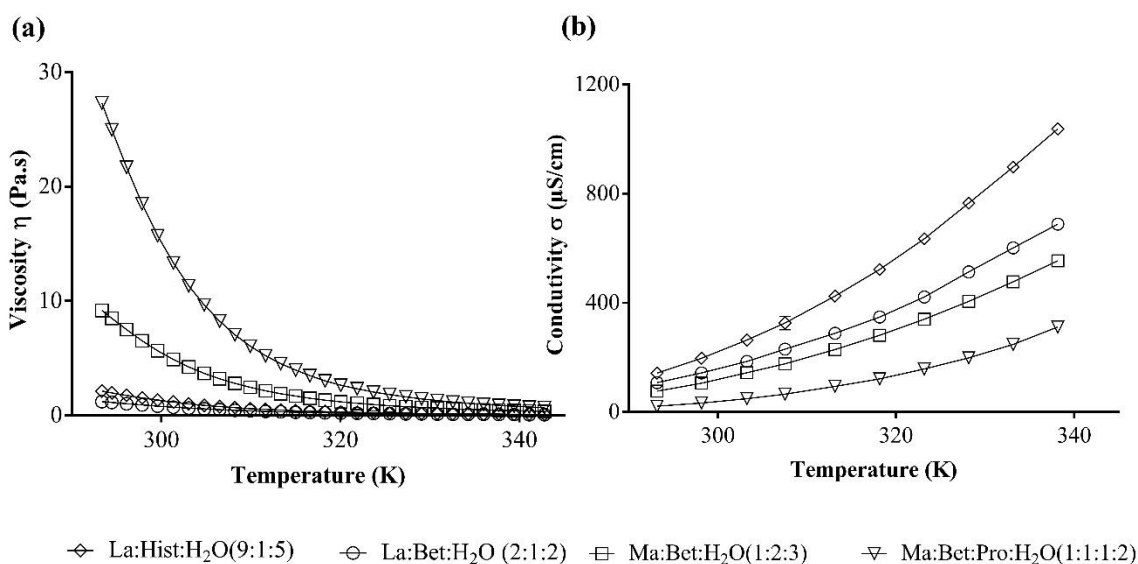 (a)
(b)
30
20
10
0
Viscosity η (Pa.s)
300
320
340
Temperature (K)
1200
800
400
0
Condutivity σ (µS/cm)
300
320
340
Temperature (K)
La:Hist:H₂O(9:1:5)
La:Bet:H₂O (2:1:2)
Ma:Bet:H₂O(1:2:3)
Ma:Bet:Pro:H₂O(1:1:1:2)